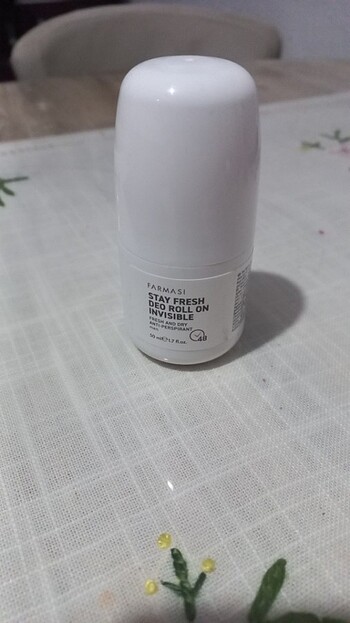 FARMASI
STAY FRESH
DEO ROLL ON
INVISIBLE
FRESH AND DRY
ANTI-PERSPIRANT
48
50 ml e 1.7 fl.oz.